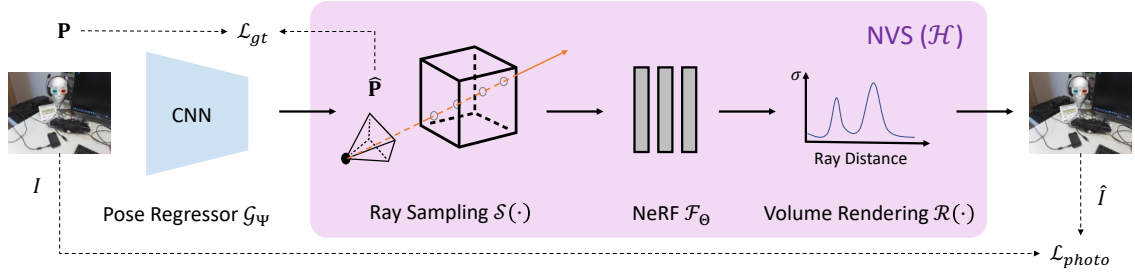 P
ℒ_gt
NVS (ℋ)
P̂
CNN
σ
Ray Distance
I
Î
Pose Regressor 𝒢_Ψ
Ray Sampling 𝒮(·)
NeRF ℱ_Θ
Volume Rendering ℛ(·)
ℒ_photo